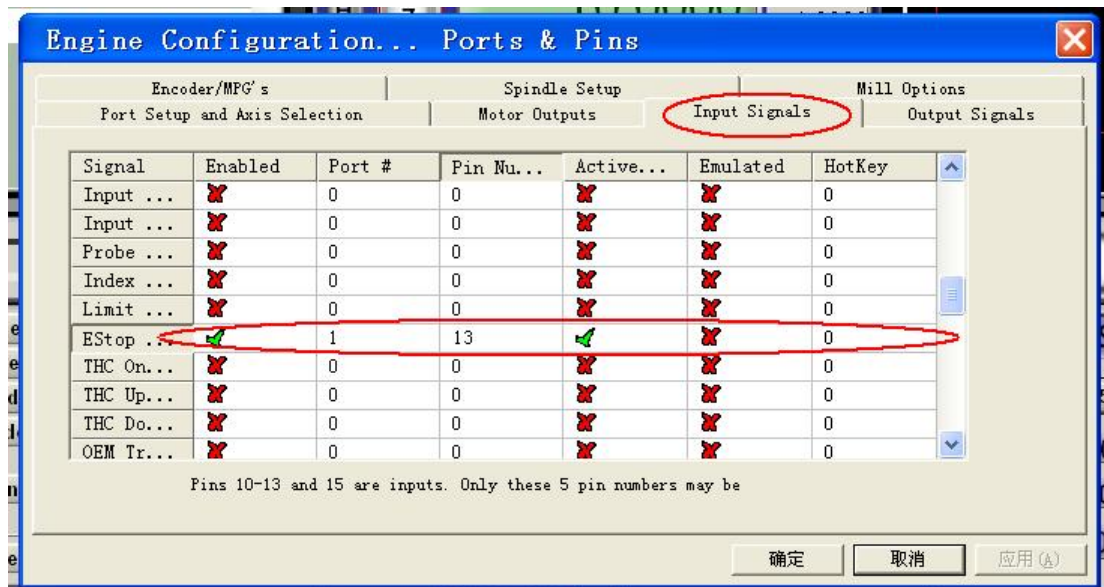 Engine Configuration... Ports & Pins
Encoder/MPG's Spindle Setup Mill Options
Port Setup and Axis Selection Motor Outputs Input Signals Output Signals
Signal Enabled Port # Pin Nu... Active... Emulated HotKey
Input ... 0 0 0
Input ... 0 0 0
Probe ... 0 0 0
Index ... 0 0 0
Limit ... 0 0 0
EStop ... 1 13 0
THC On... 0 0 0
THC Up... 0 0 0
THC Do... 0 0 0
OEM Tr... 0 0 0
Pins 10-13 and 15 are inputs. Only these 5 pin numbers may be
确定 取消 应用(A)